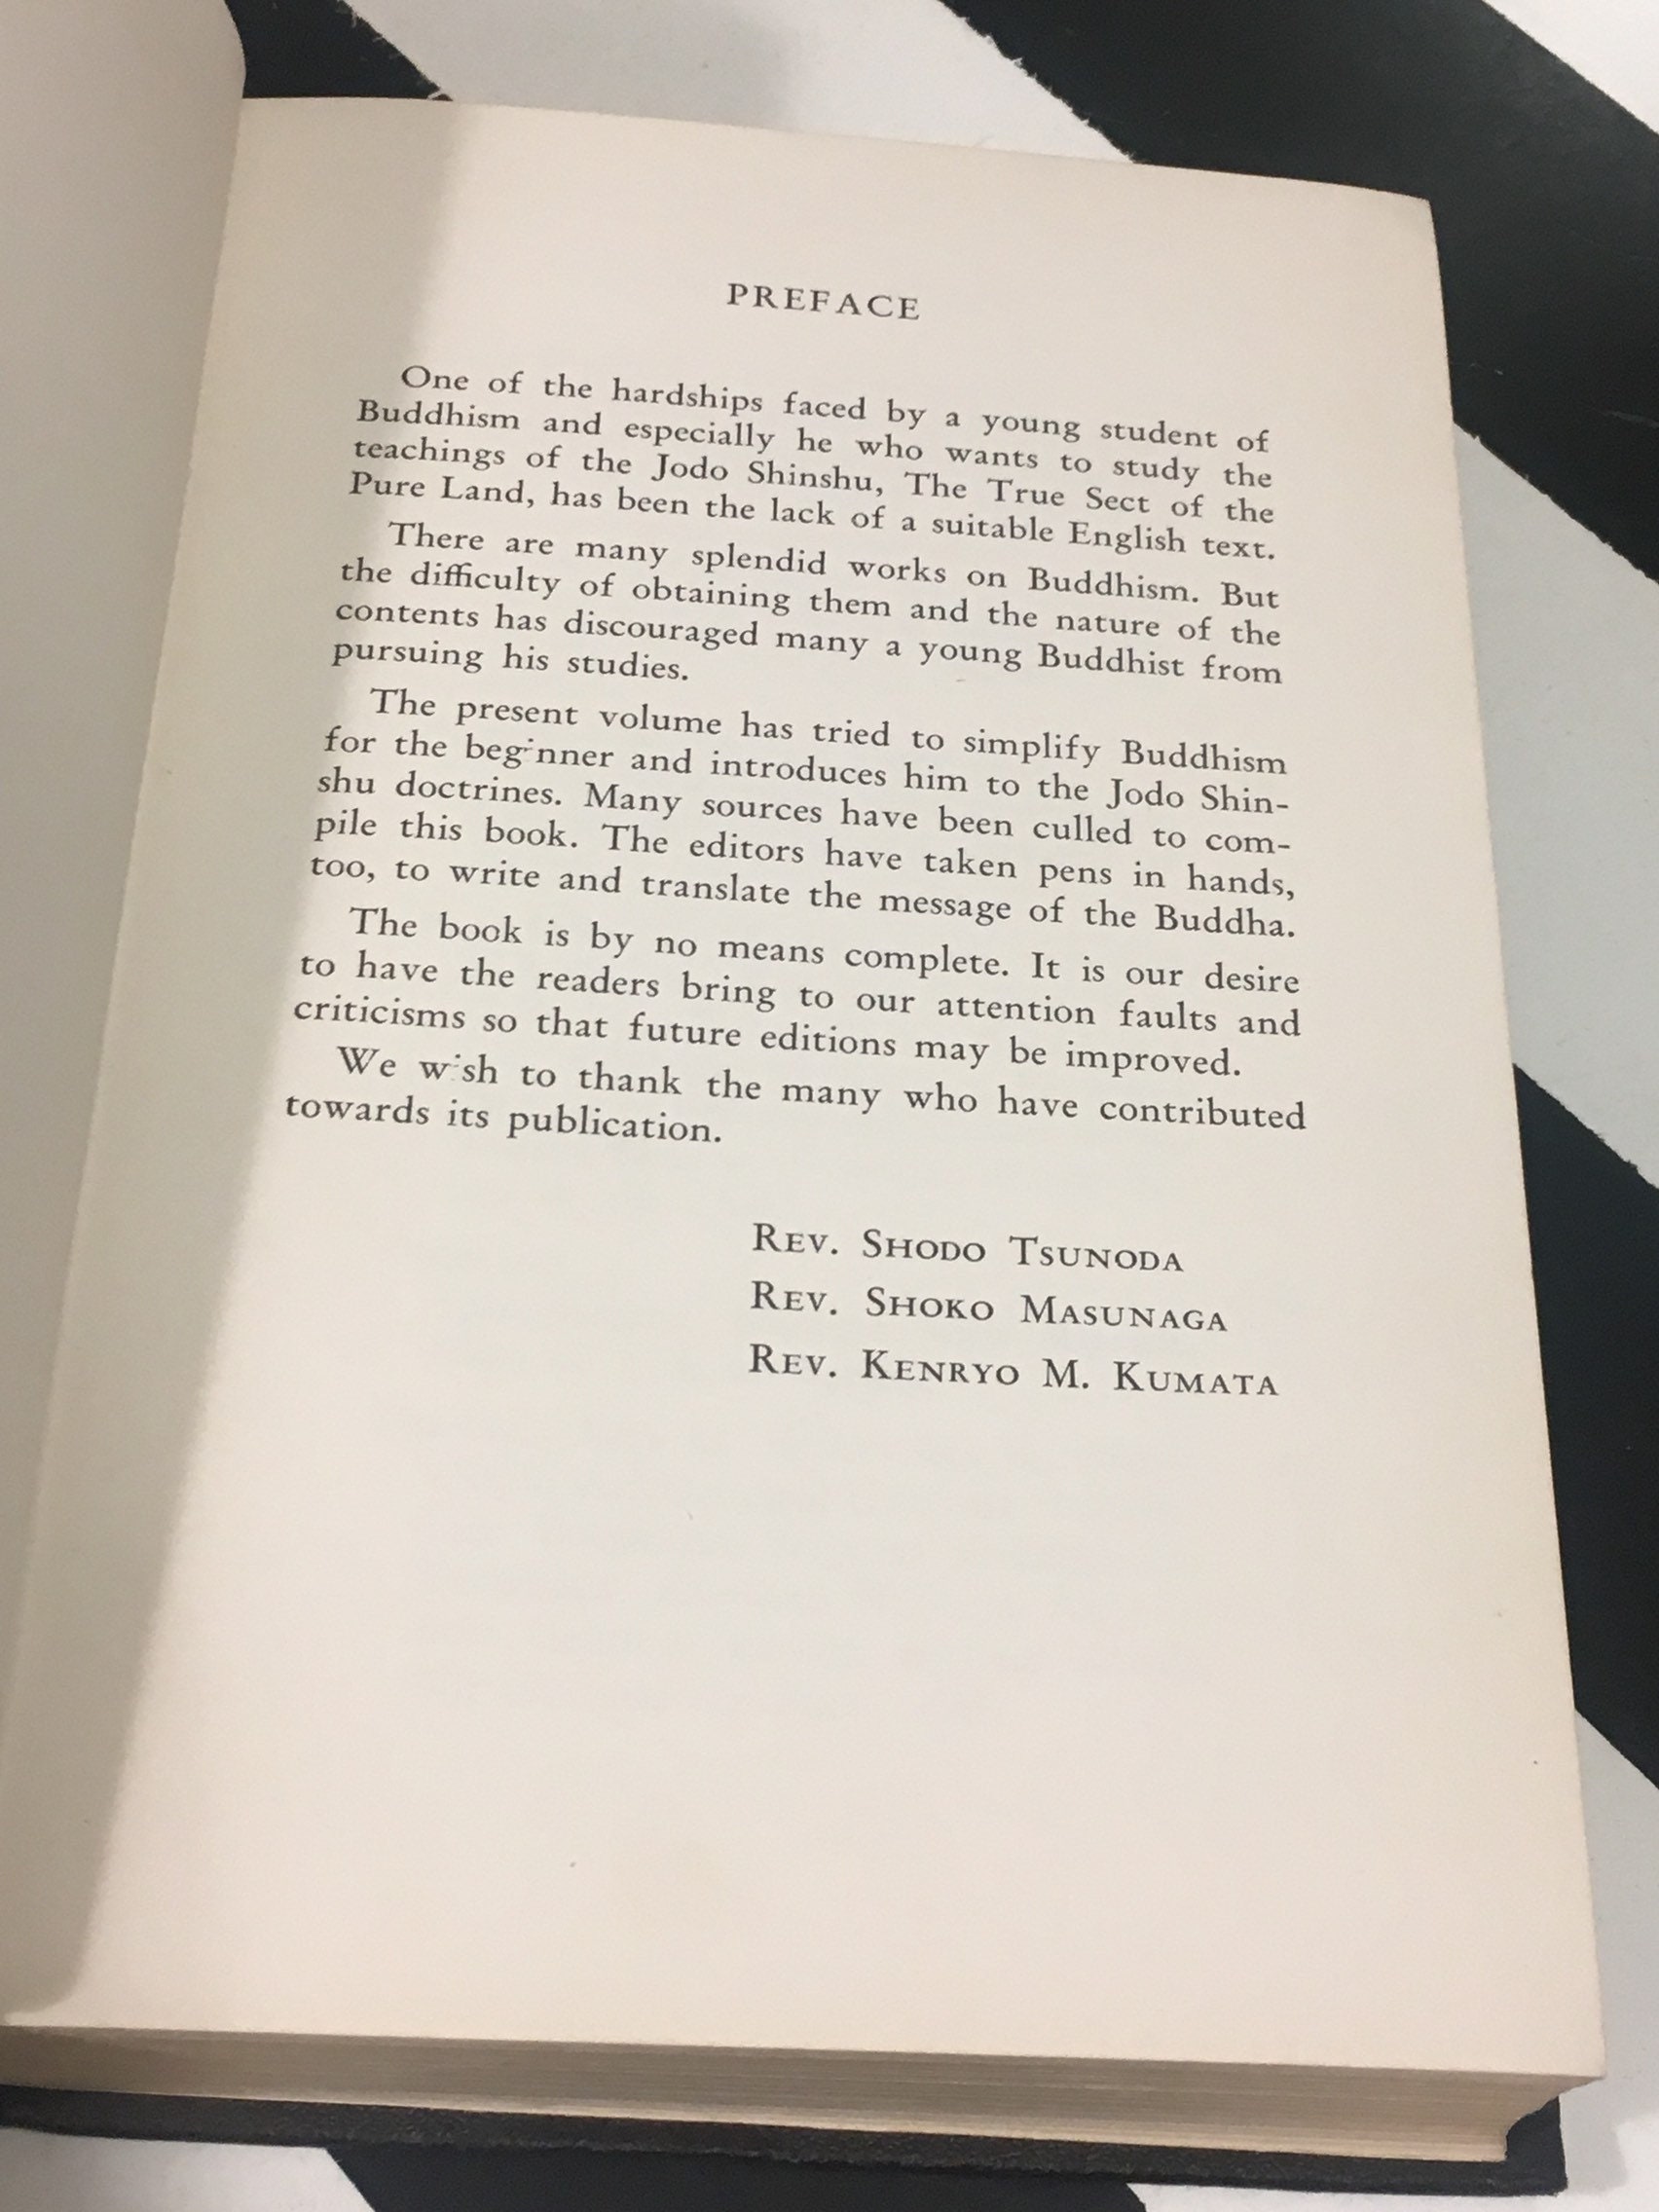 PREFACE
One of the hardships faced by a young student of
Buddhism and especially he who wants to study the
teachings of the Jodo Shinshu, The True Sect of the
Pure Land, has been the lack of a suitable English text.
There are many splendid works on Buddhism. But
the difficulty of obtaining them and the nature of the
contents has discouraged many a young Buddhist from
pursuing his studies.
The present volume has tried to simplify Buddhism
for the beginner and introduces him to the Jodo Shin-
shu doctrines. Many sources have been culled to com-
pile this book. The editors have taken pens in hands,
too, to write and translate the message of the Buddha.
The book is by no means complete. It is our desire
to have the readers bring to our attention faults and
criticisms so that future editions may be improved.
We wish to thank the many who have contributed
towards its publication.
REV. SHODO TSUNODA
REV. SHOKO MASUNAGA
REV. KENRYO M. KUMATA